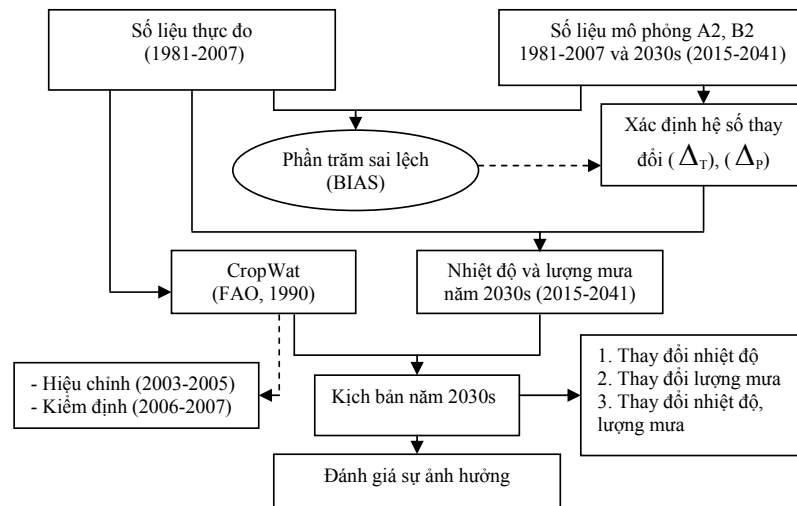 Số liệu thực đo
(1981-2007)
Số liệu mô phỏng A2, B2
1981-2007 và 2030s (2015-2041)
Phần trăm sai lệch
(BIAS)
Xác định hệ số thay
đổi (ΔT), (ΔP)
CropWat
(FAO, 1990)
Nhiệt độ và lượng mưa
năm 2030s (2015-2041)
- Hiệu chỉnh (2003-2005)
- Kiểm định (2006-2007)
Kịch bản năm 2030s
1. Thay đổi nhiệt độ
2. Thay đổi lượng mưa
3. Thay đổi nhiệt độ,
lượng mưa
Đánh giá sự ảnh hưởng